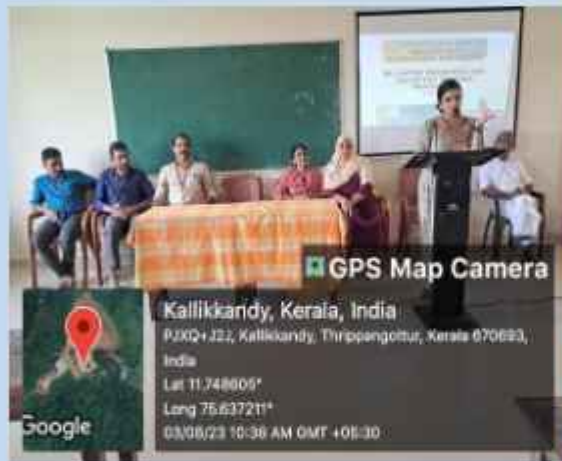 GPS Map Camera
Kallikkandy, Kerala, India
PJXQ+J2J, Kallikkandy, Thrippangottur, Kerala 670693,
India
Lat 11.748605°
Long 75.637211°
03/08/23 10:36 AM GMT +05:30
Google